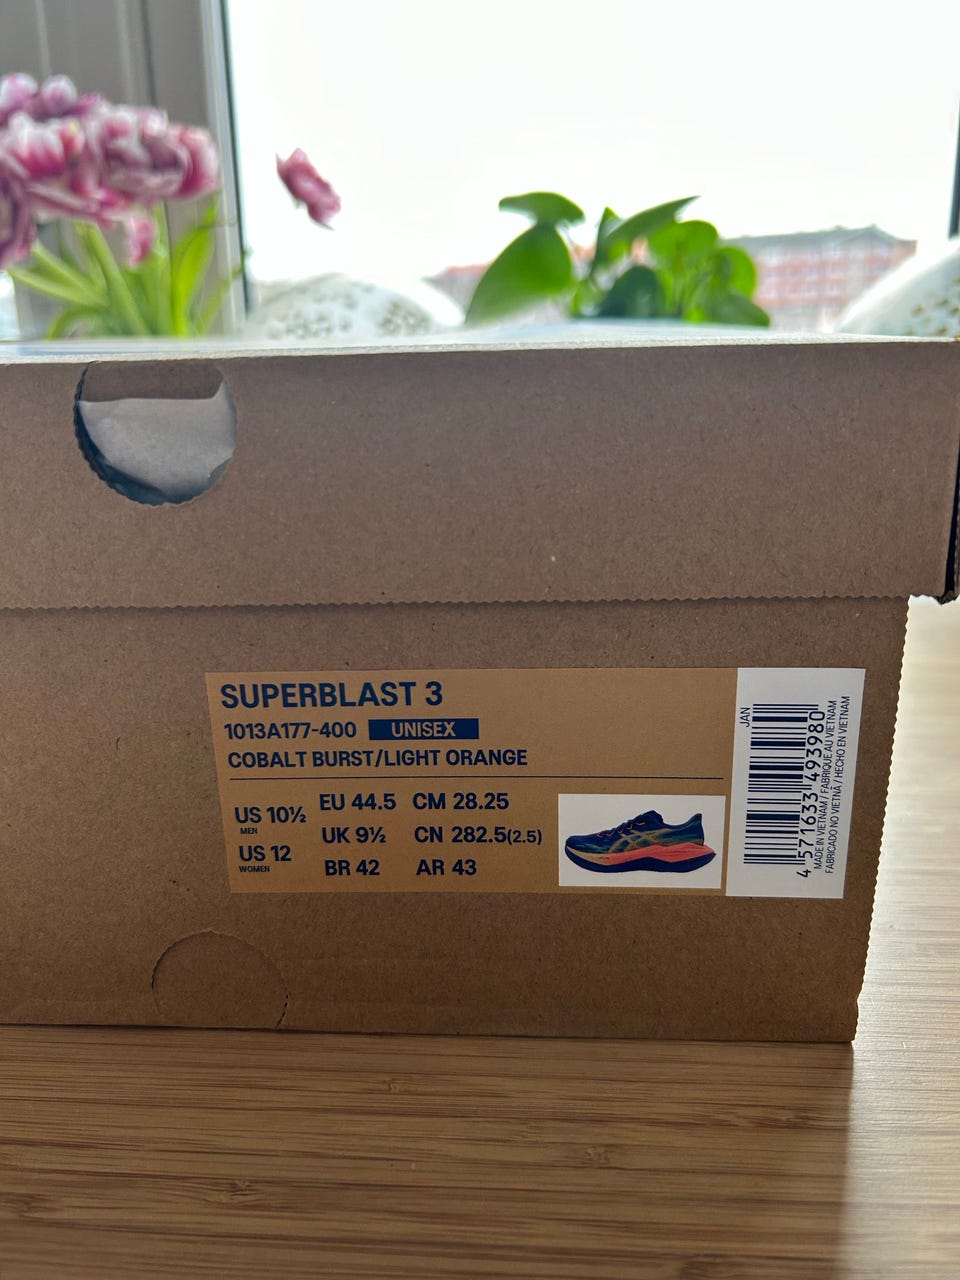 SUPERBLAST 3
1013A177-400 UNISEX
COBALT BURST/LIGHT ORANGE
US 10½ EU 44.5 CM 28.25
MEN
UK 9½ CN 282.5(2.5)
US 12
WOMEN
BR 42 AR 43
JAN
4 571633 493980
MADE IN VIETNAM / FABRIQUÉ AU VIETNAM
FABRICADO NO VIETNÃ / HECHO EN VIETNAM